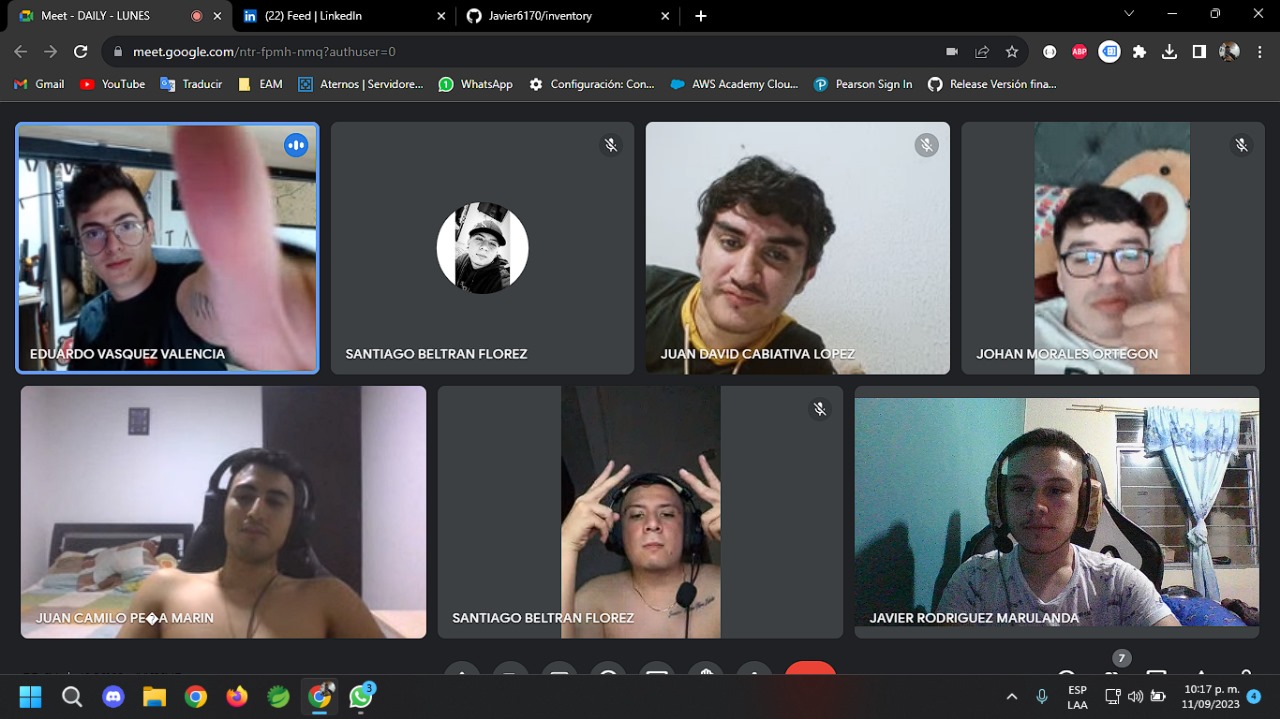 Meet - DAILY - LUNES
(22) Feed | LinkedIn
Javier6170/inventory
meet.google.com/ntr-fpmh-nmq?authuser=0
ABP
Gmail
YouTube
Traducir
EAM
Aternos | Servidore...
WhatsApp
Configuración: Con...
AWS Academy Clou...
Pearson Sign In
Release Versión fina...
EDUARDO VASQUEZ VALENCIA
SANTIAGO BELTRAN FLOREZ
JUAN DAVID CABIATIVA LOPEZ
JOHAN MORALES ORTEGON
JUAN CAMILO PE�A MARIN
SANTIAGO BELTRAN FLOREZ
JAVIER RODRIGUEZ MARULANDA
7
3
ESP
LAA
10:17 p. m.
11/09/2023
4